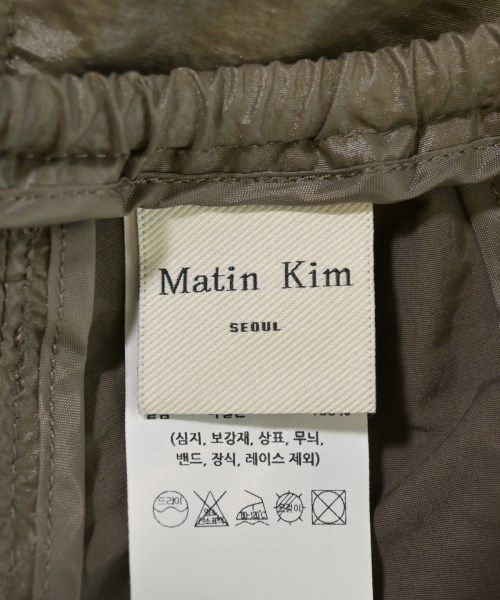 Matin Kim
SEOUL
100%
(심지, 보강재, 상표, 무늬,
밴드, 장식, 레이스 제외)
드라이